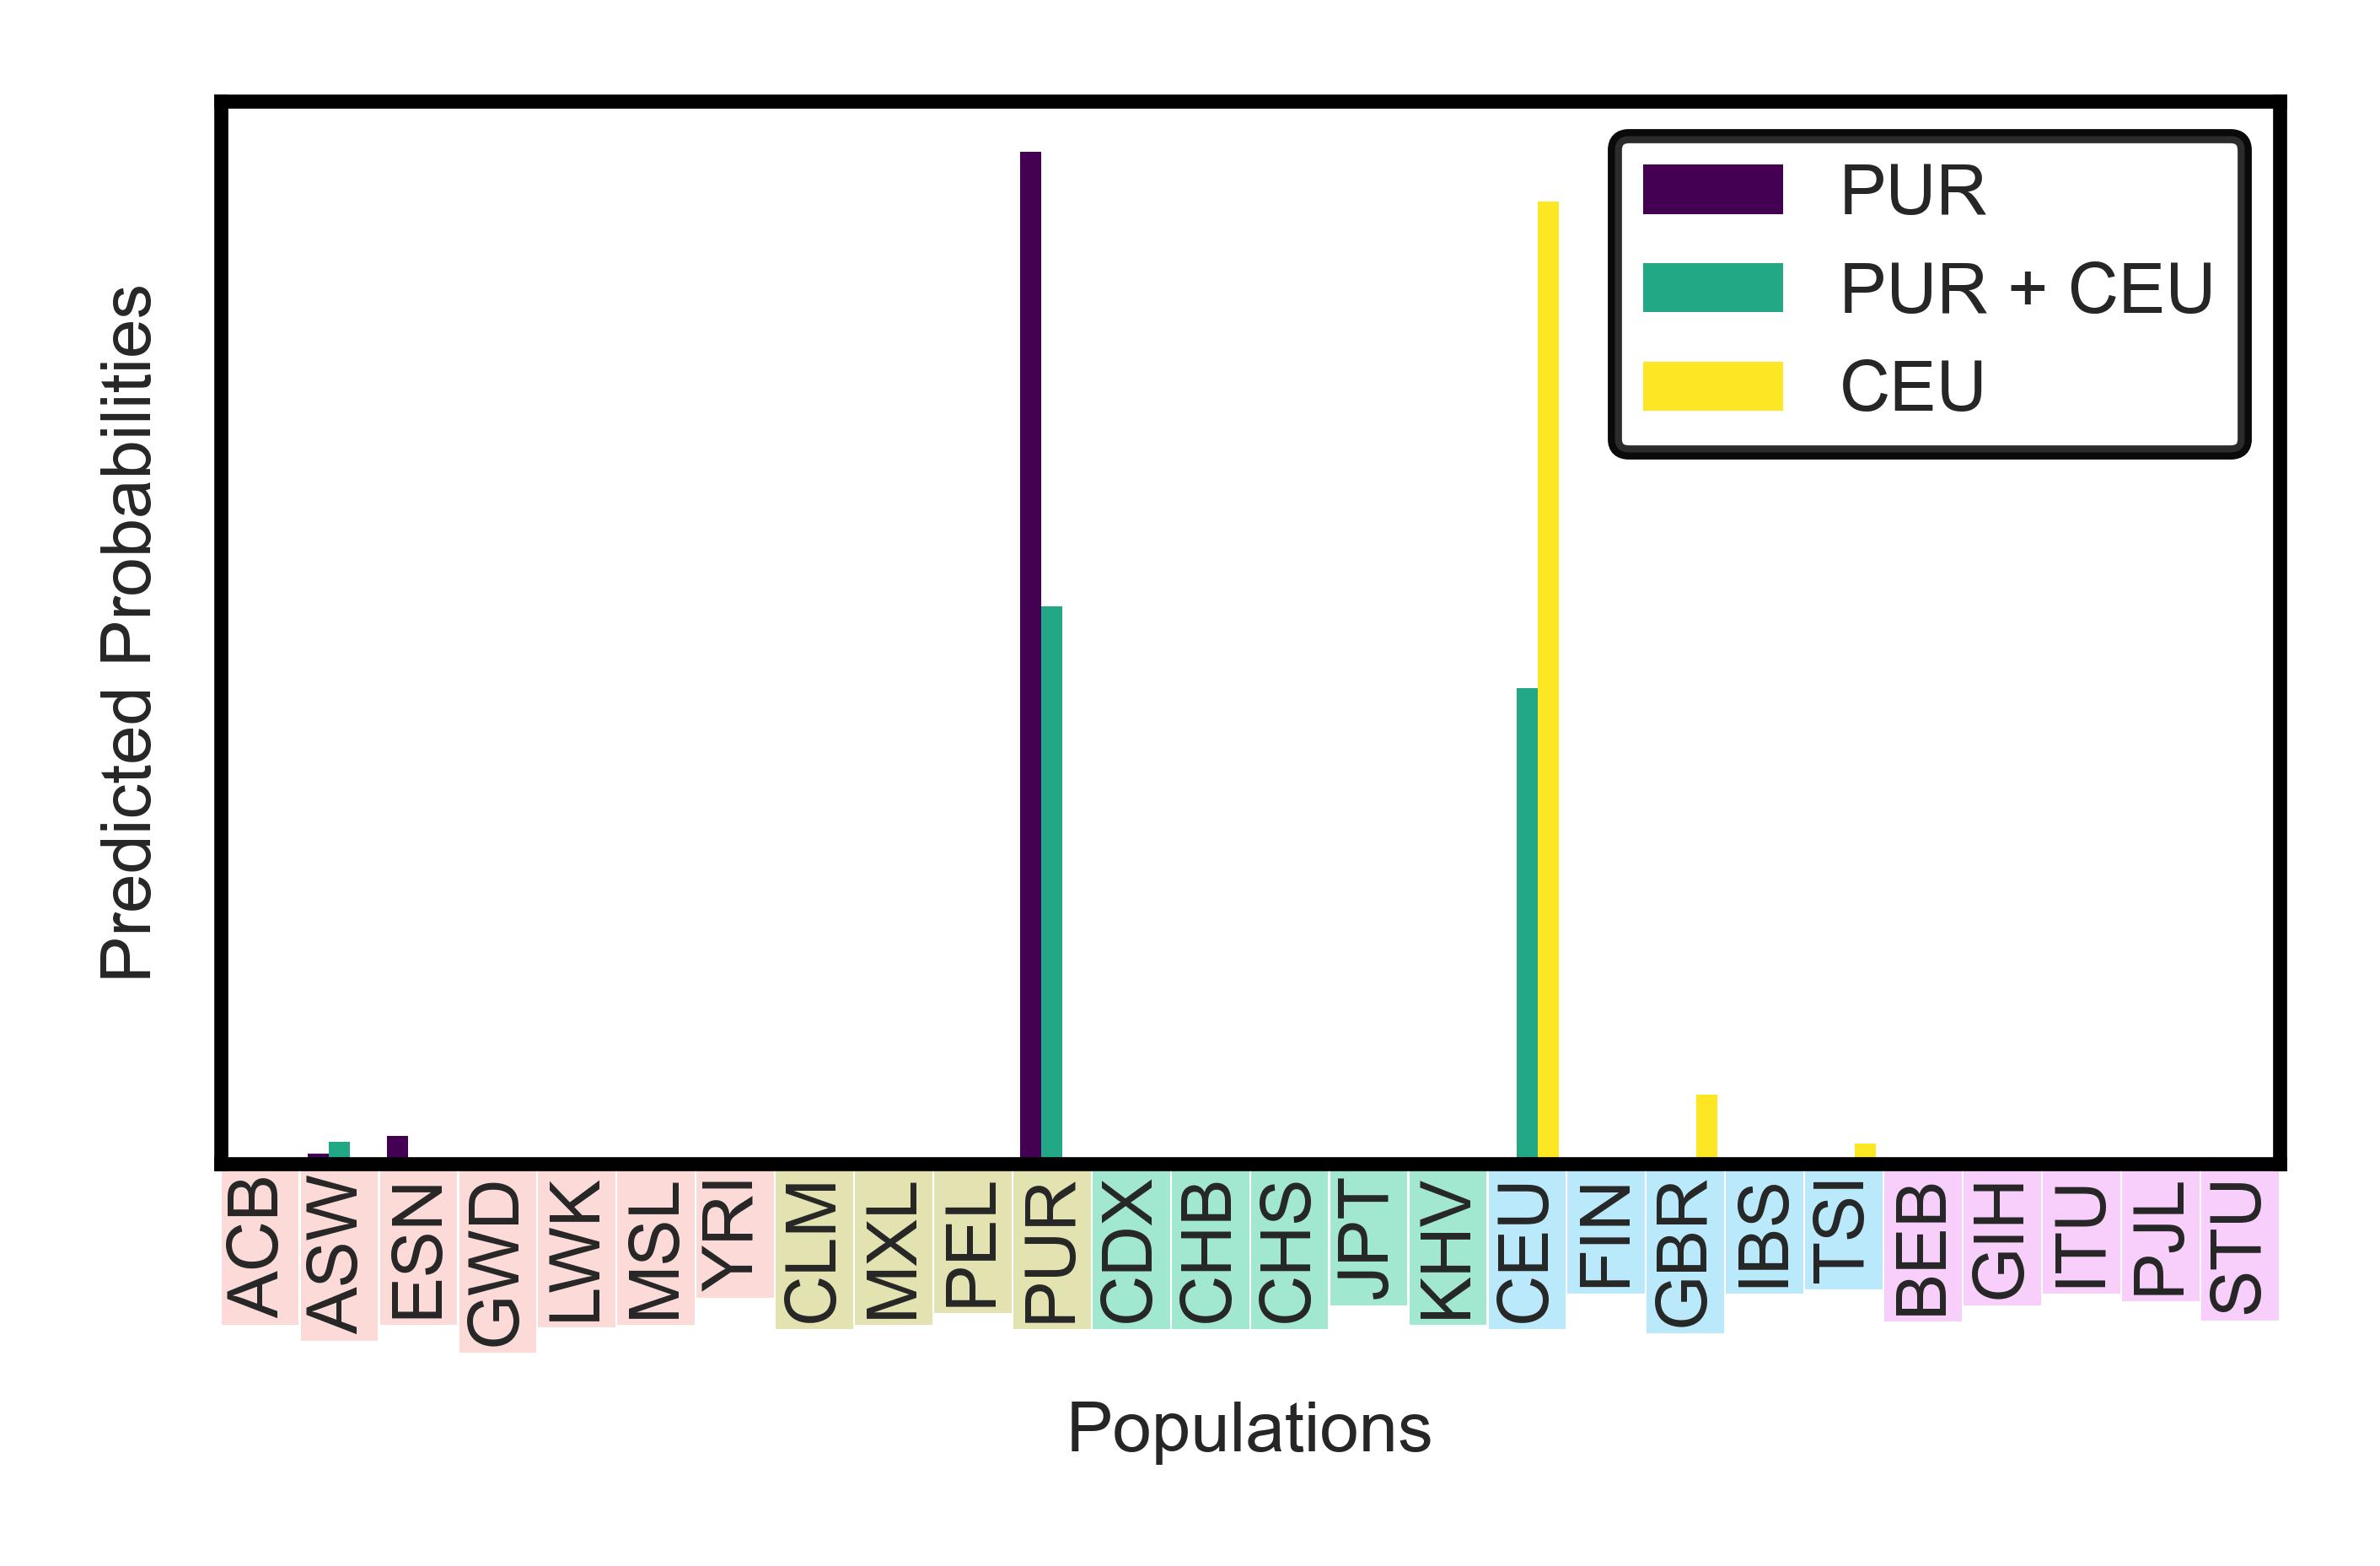 PUR
PUR + CEU
CEU
Predicted Probabilities
ACB
ASW
ESN
GWD
LWK
MSL
YRI
CLM
MXL
PEL
PUR
CDX
CHB
CHS
JPT
KHV
CEU
FIN
GBR
IBS
TSI
BEB
GIH
ITU
PJL
STU
Populations